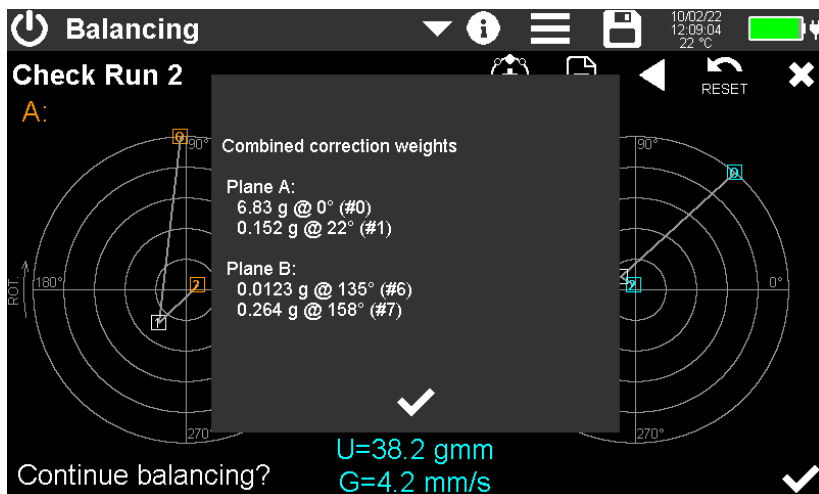 Balancing
i
10/02/22
12:09:04
22 °C
Check Run 2
RESET
A:
Combined correction weights
Plane A:
6.83 g @ 0° (#0)
0.152 g @ 22° (#1)
Plane B:
0.0123 g @ 135° (#6)
0.264 g @ 158° (#7)
0
90°
180°
ROT.
2
1
270°
90°
0
0°
2
270°
U=38.2 gmm
G=4.2 mm/s
Continue balancing?